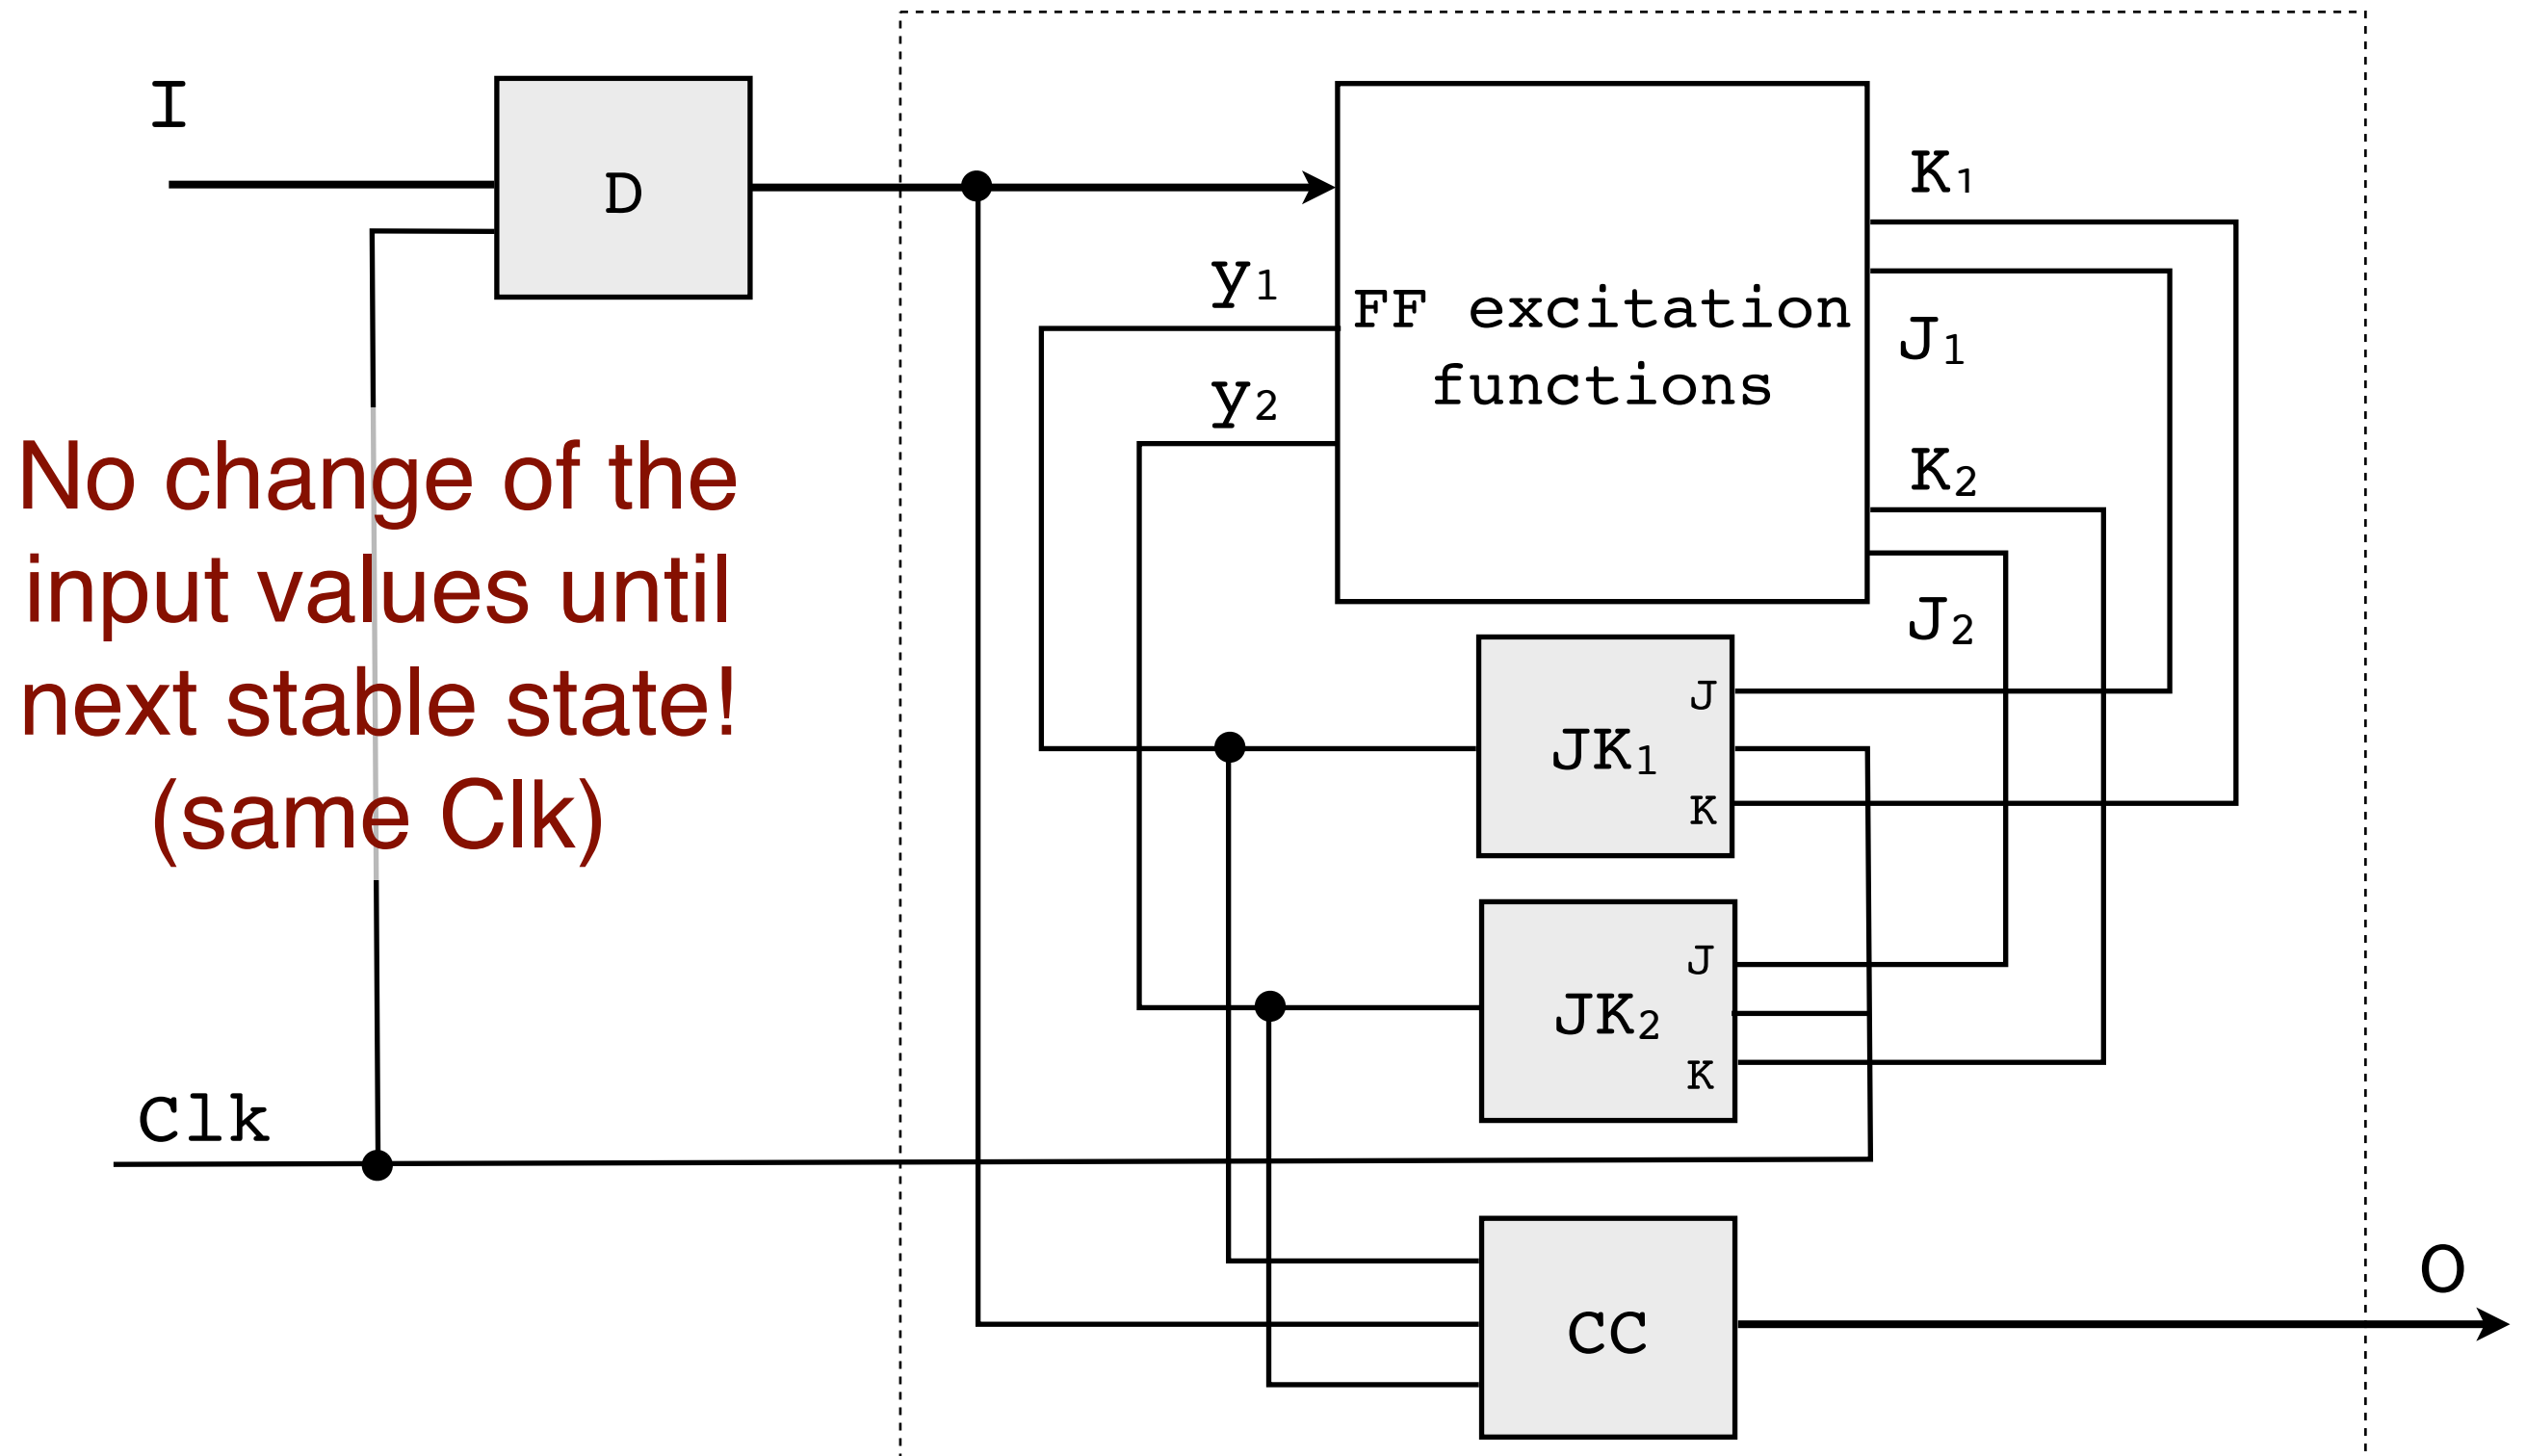 I
D
K1
y1
J1
FF excitation
functions
y2
K2
No change of the
input values until
next stable state!
(same Clk)
J2
J
JK1
K
J
JK2
K
Clk
CC
O